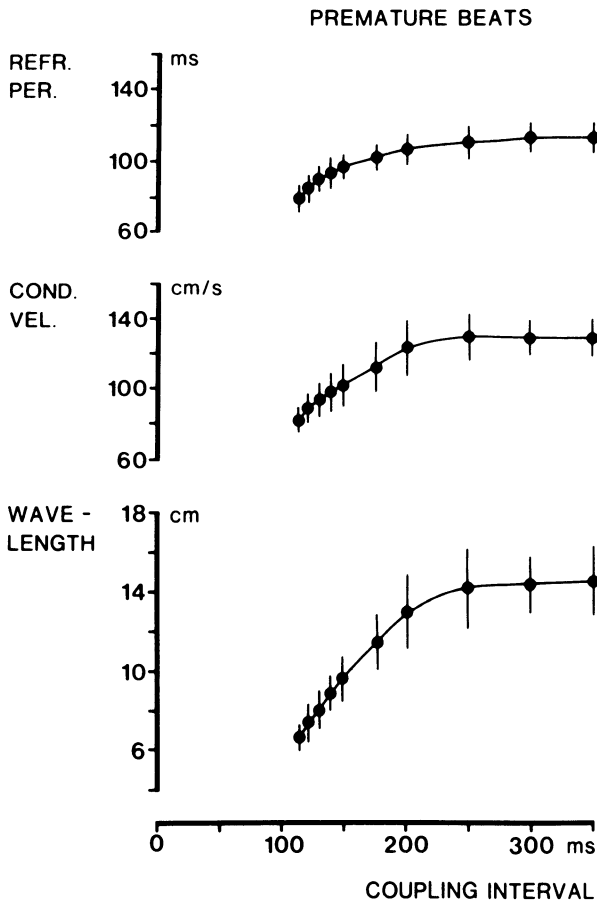 PREMATURE BEATS
REFR.
PER.
ms
140
100
60
COND.
VEL.
cm/s
140
100
60
WAVE -
LENGTH
18
cm
14
10
6
0 100 200 300 ms
COUPLING INTERVAL